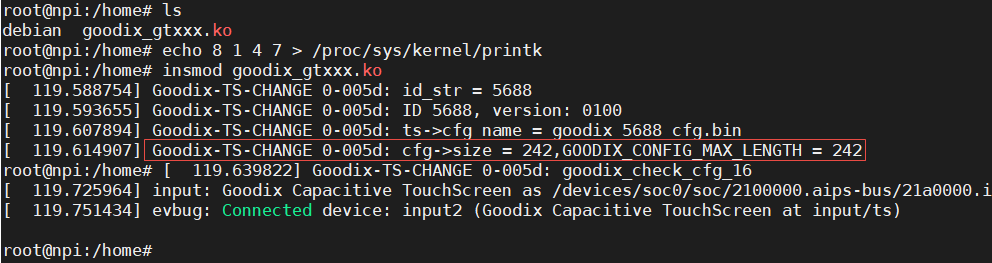 root@npi:/home# ls
debian  goodix_gtxxx.ko
root@npi:/home# echo 8 1 4 7 > /proc/sys/kernel/printk
root@npi:/home# insmod goodix_gtxxx.ko
[  119.588754] Goodix-TS-CHANGE 0-005d: id_str = 5688
[  119.593655] Goodix-TS-CHANGE 0-005d: ID 5688, version: 0100
[  119.607894] Goodix-TS-CHANGE 0-005d: ts->cfg_name = goodix_5688_cfg.bin
[  119.614907] Goodix-TS-CHANGE 0-005d: cfg->size = 242,GOODIX_CONFIG_MAX_LENGTH = 242
root@npi:/home# [  119.639822] Goodix-TS-CHANGE 0-005d: goodix_check_cfg_16
[  119.725964] input: Goodix Capacitive TouchScreen as /devices/soc0/soc/2100000.aips-bus/21a0000.i
[  119.751434] evbug: Connected device: input2 (Goodix Capacitive TouchScreen at input/ts)
root@npi:/home#